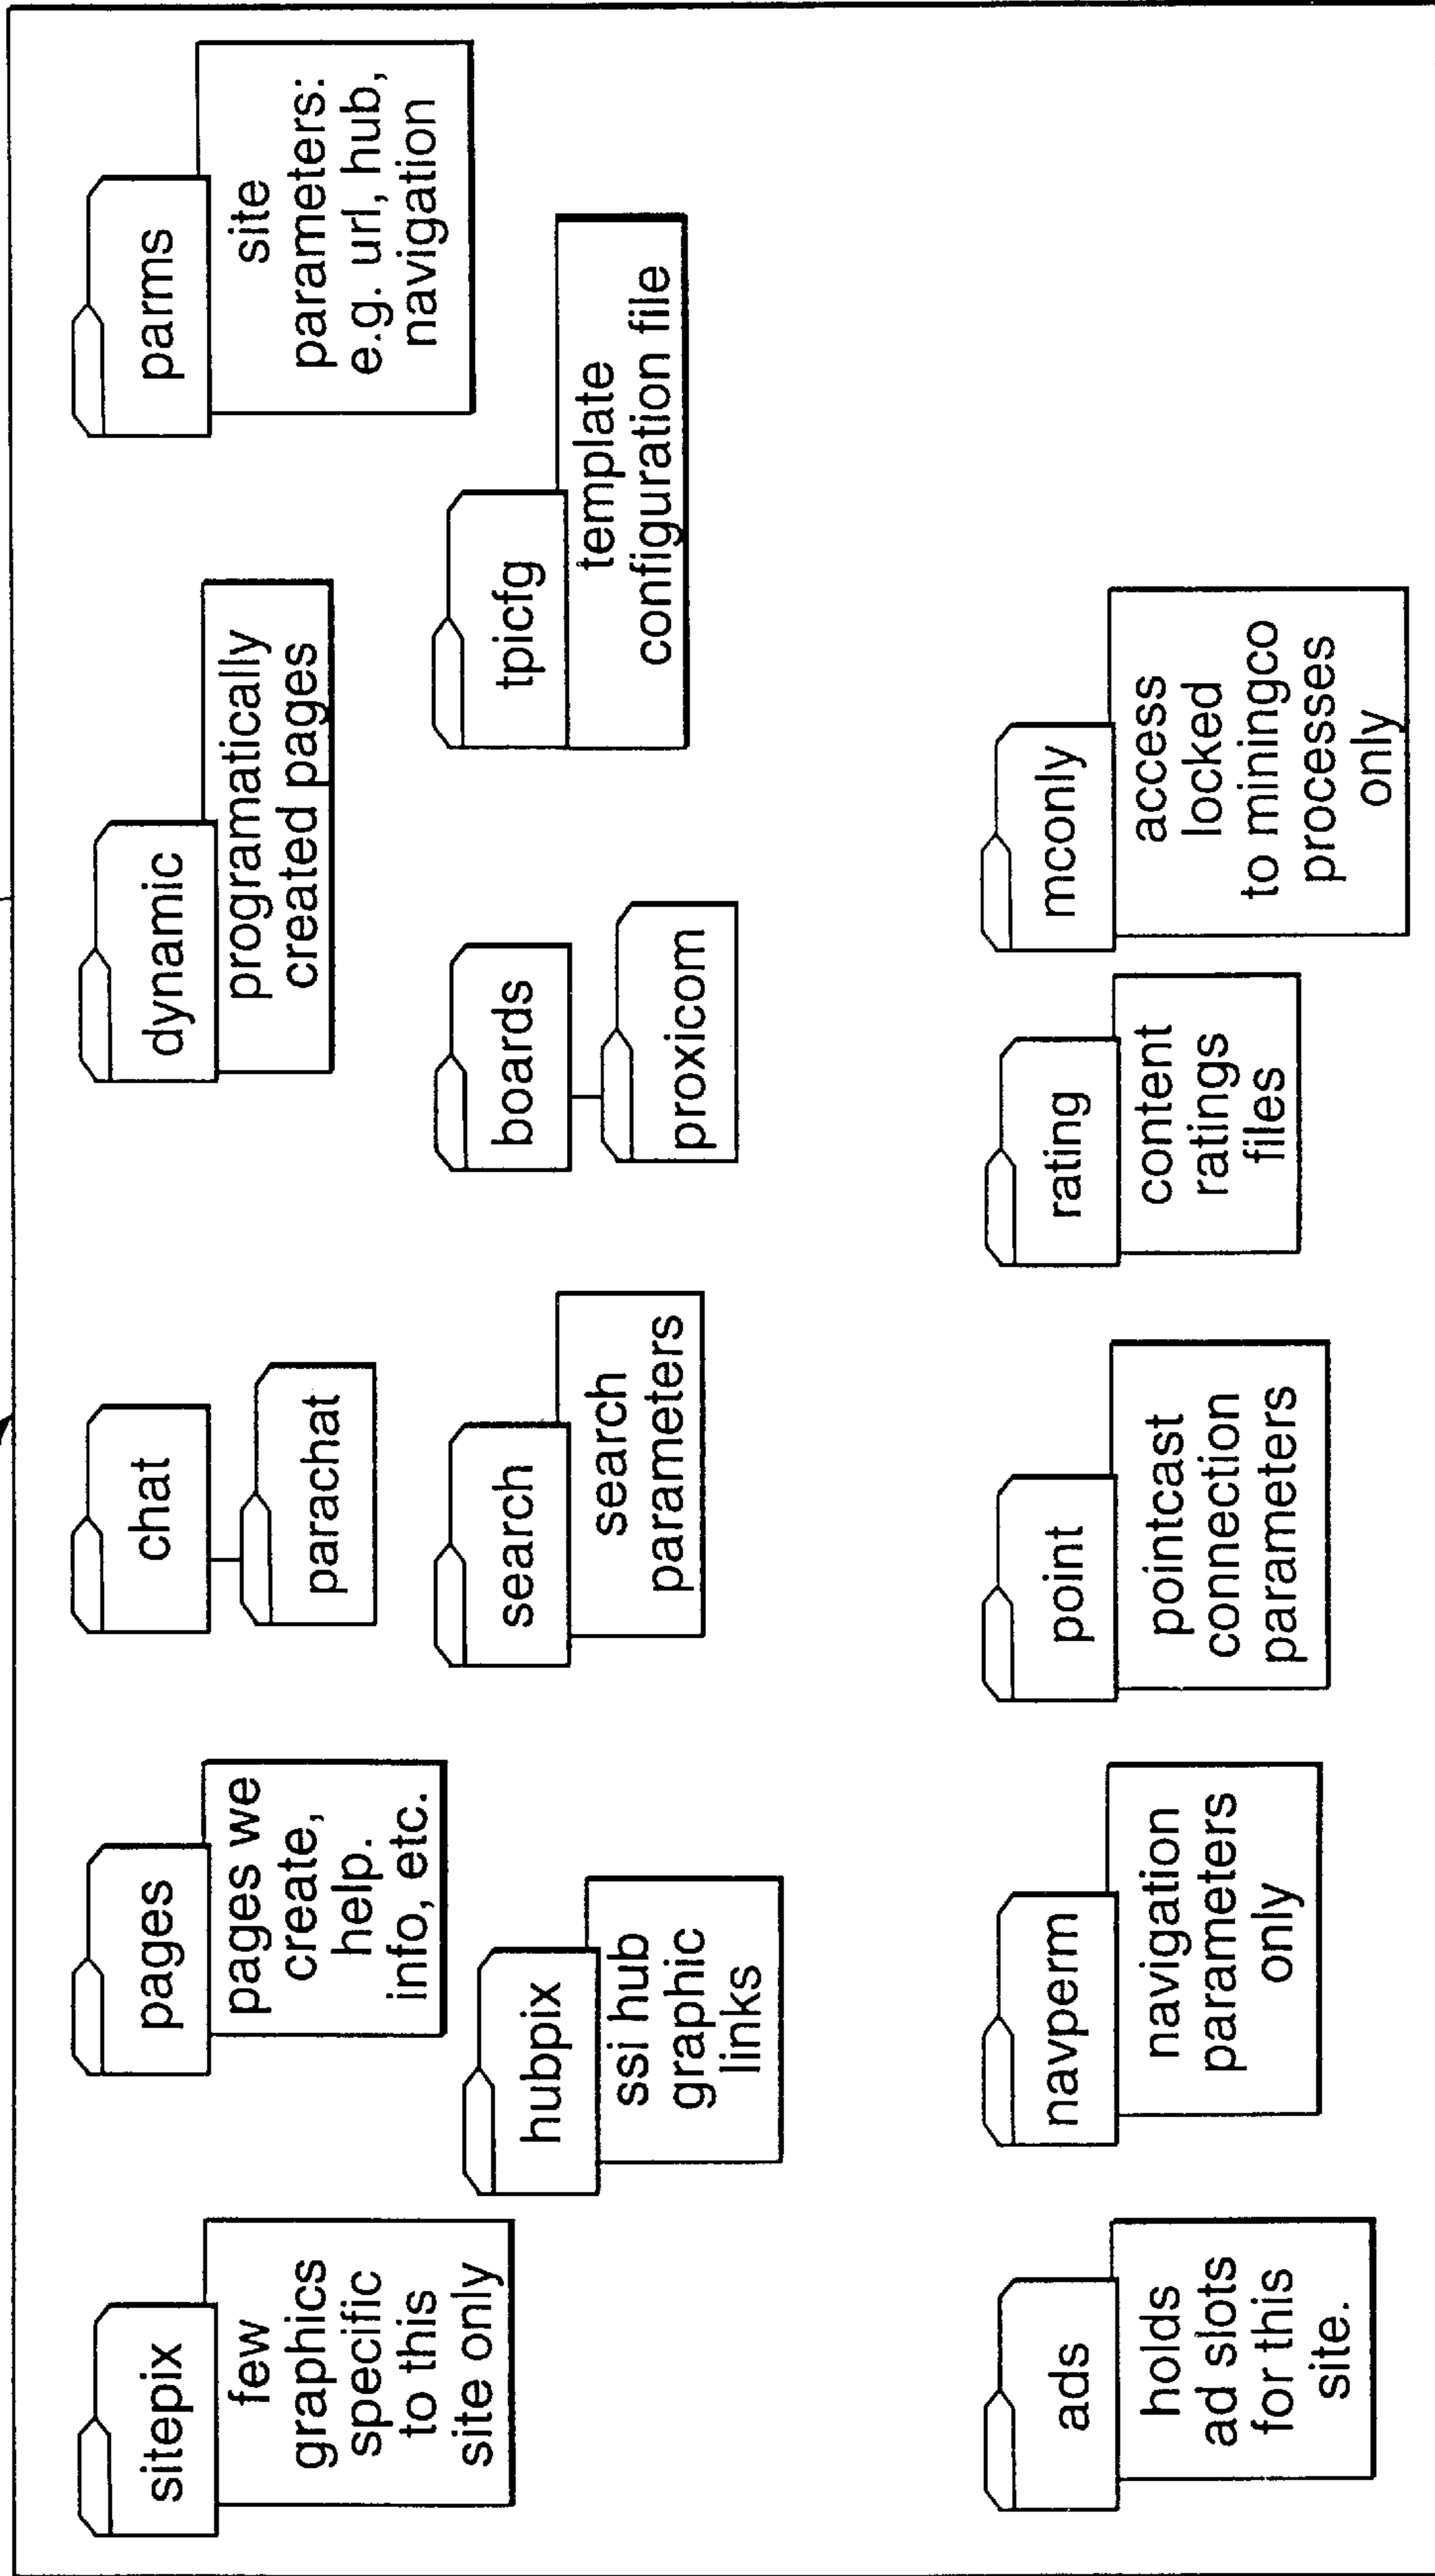 sitepix
few
graphics
specific
to this
site only
pages
pages we
create,
help.
info, etc.
chat
parachat
dynamic
programatically
created pages
parms
site
parameters:
e.g. url, hub,
navigation
hubpix
ssi hub
graphic
links
search
search
parameters
boards
proxicom
tpicfg
template
configuration file
ads
holds
ad slots
for this
site.
navperm
navigation
parameters
only
point
pointcast
connection
parameters
rating
content
ratings
files
mconly
access
locked
to miningco
processes
only